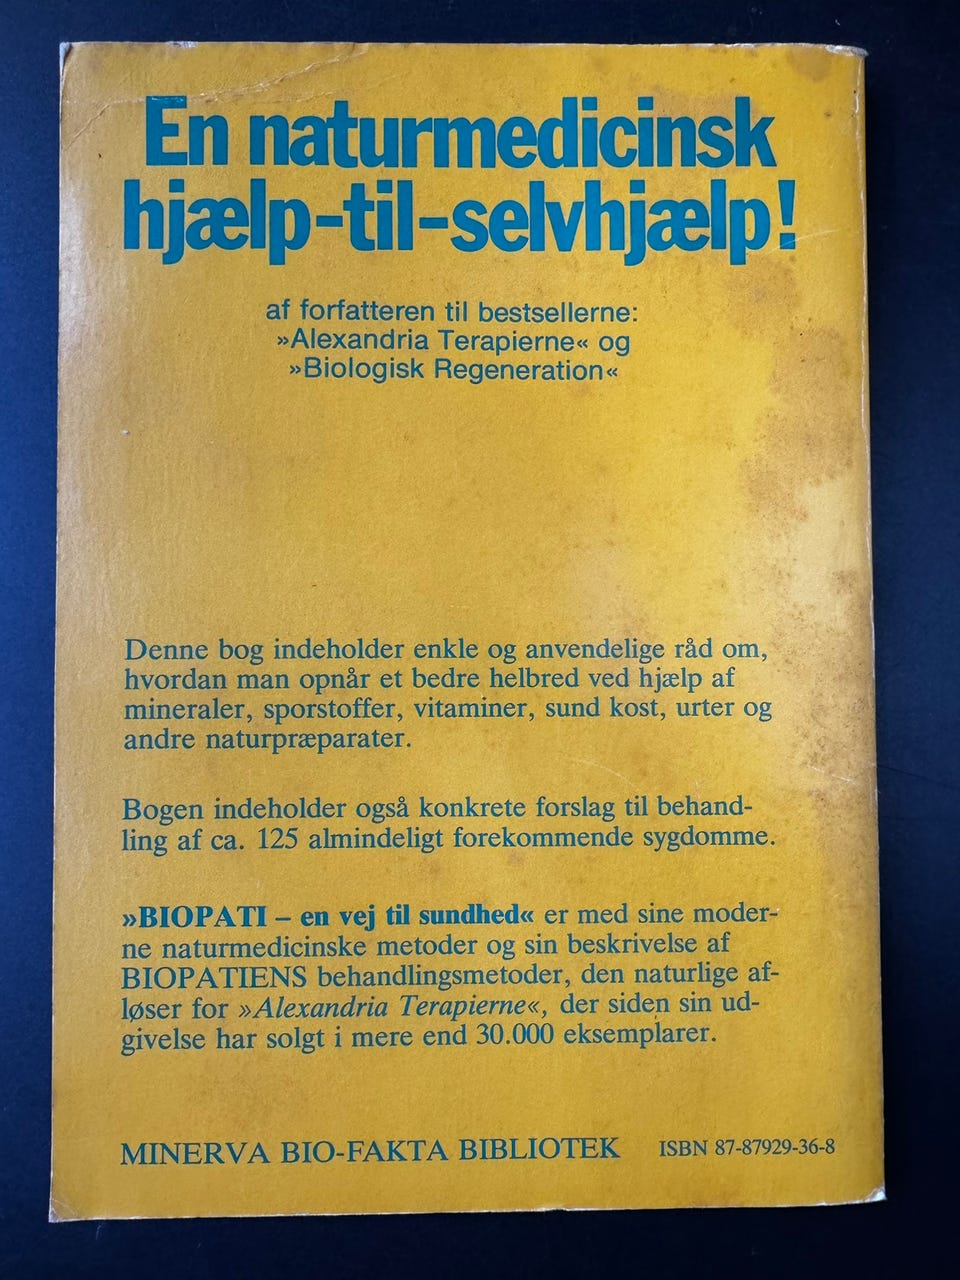 En naturmedicinsk
hjælp-til-selvhjælp!
af forfatteren til bestsellerne:
»Alexandria Terapierne« og
»Biologisk Regeneration«
Denne bog indeholder enkle og anvendelige råd om,
hvordan man opnår et bedre helbred ved hjælp af
mineraler, sporstoffer, vitaminer, sund kost, urter og
andre naturpræparater.
Bogen indeholder også konkrete forslag til behand-
ling af ca. 125 almindeligt forekommende sygdomme.
»BIOPATI – en vej til sundhed« er med sine moder-
ne naturmedicinske metoder og sin beskrivelse af
BIOPATIENS behandlingsmetoder, den naturlige af-
løser for »Alexandria Terapierne«, der siden sin ud-
givelse har solgt i mere end 30.000 eksemplarer.
MINERVA BIO-FAKTA BIBLIOTEK ISBN 87-87929-36-8